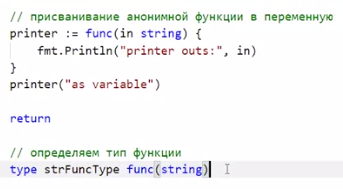 // присванивание анонимной функции в переменную
printer := func(in string) {
    fmt.Println("printer outs:", in)
}
printer("as variable")

return

// определяем тип функции
type strFuncType func(string)